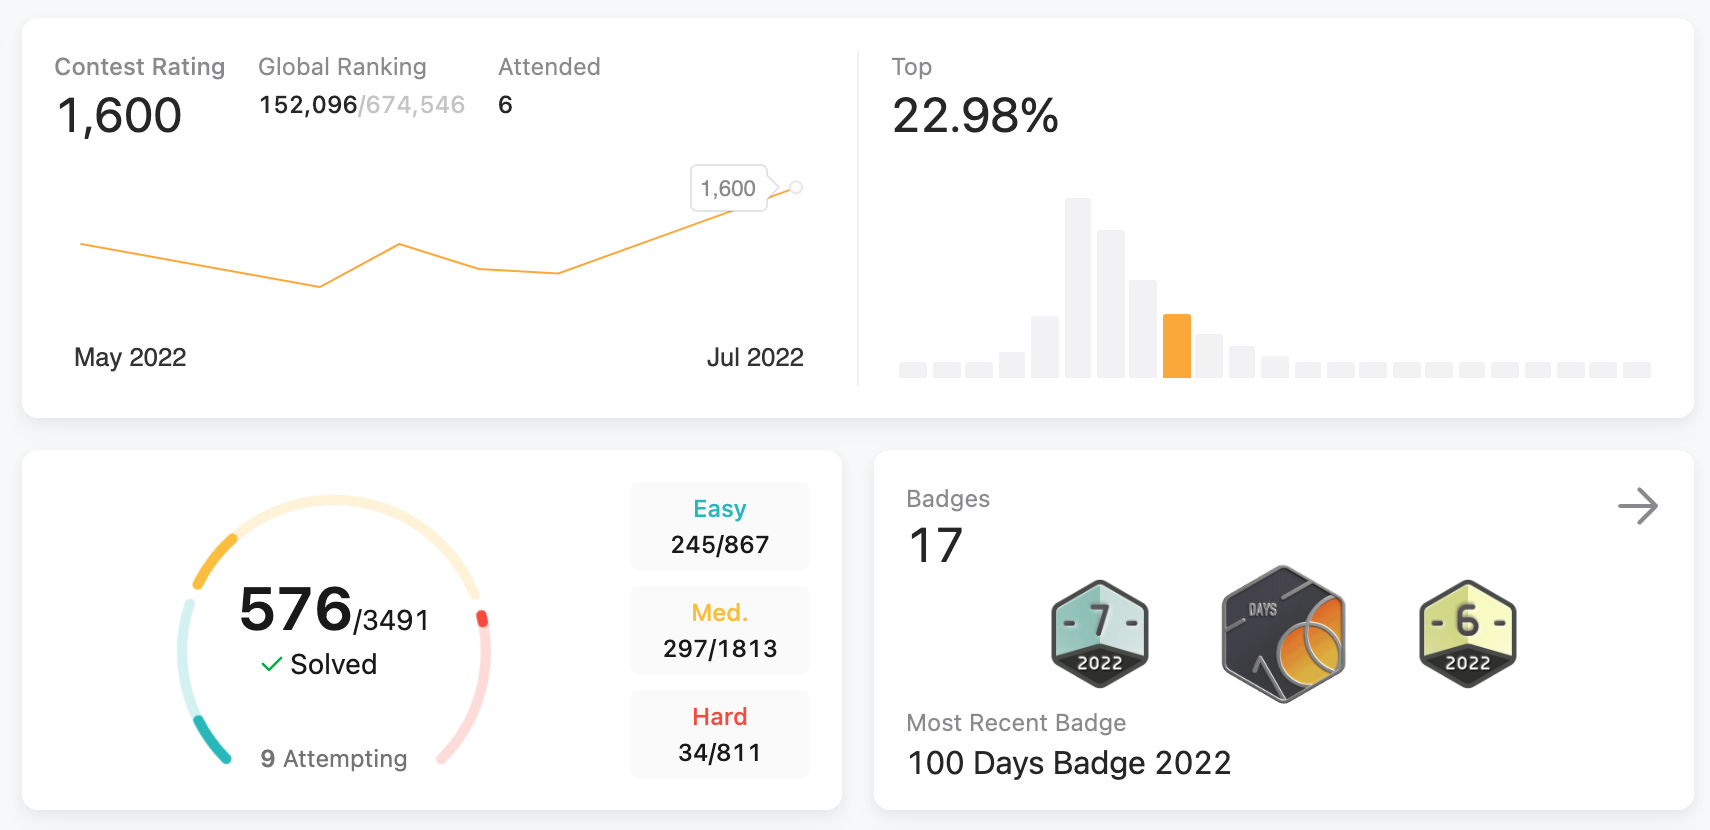 Contest Rating
1,600
Global Ranking
152,096/674,546
Attended
6
1,600
May 2022
Jul 2022
Top
22.98%
576/3491
Solved
9 Attempting
Easy
245/867
Med.
297/1813
Hard
34/811
Badges
17
7
2022
DAYS
100
6
2022
Most Recent Badge
100 Days Badge 2022